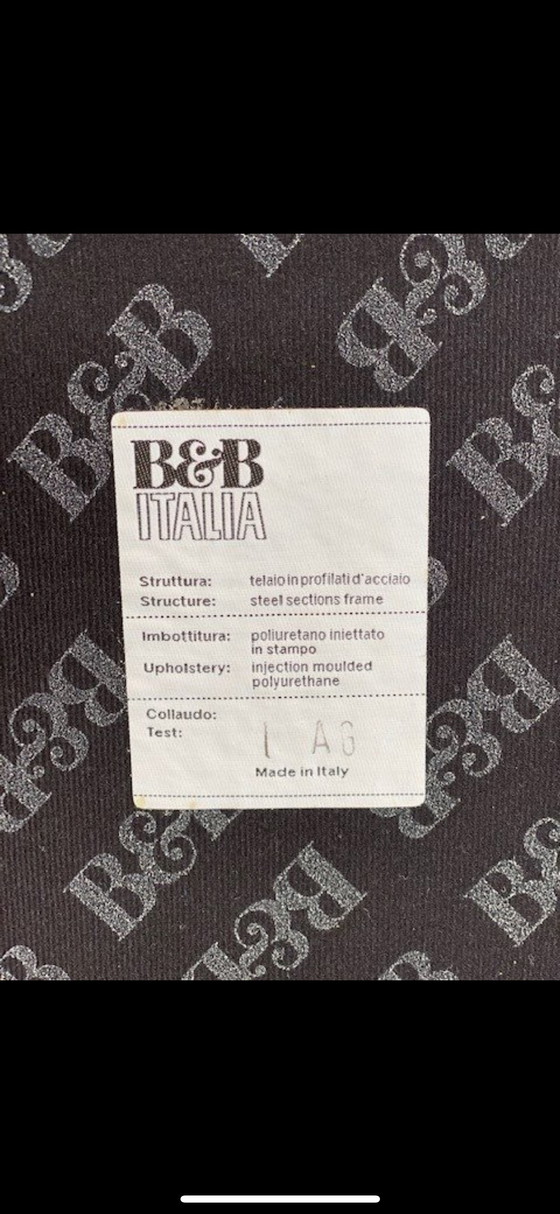 B&B
ITALIA
Struttura: telaio in profilati d'acciaio
Structure: steel sections frame
Imbottitura: poliuretano iniettato
in stampo
Upholstery: injection moulded
polyurethane
Collaudo:
Test:
AG
Made in Italy
B&B
B&B
B&B
B&B
B&B
B&B
B&B
B&B